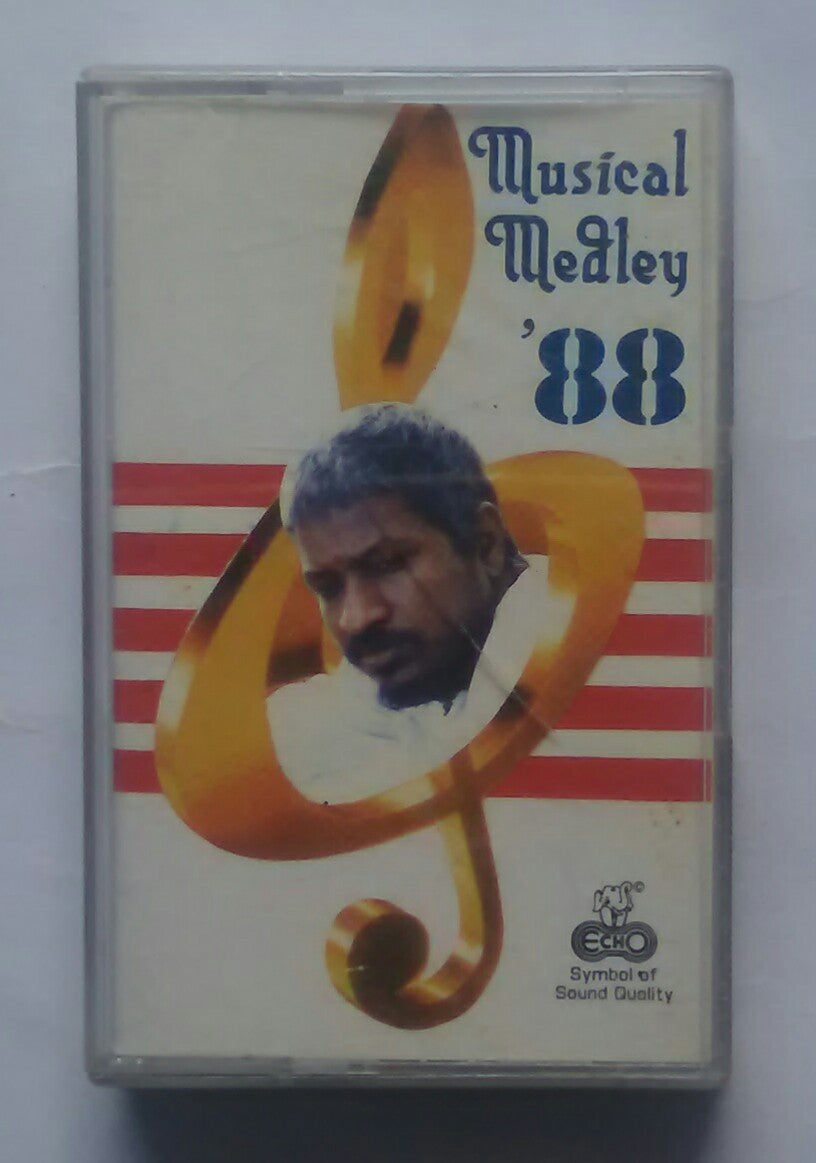 Musical
Medley
'88
©
ECHO
Symbol of
Sound Quality